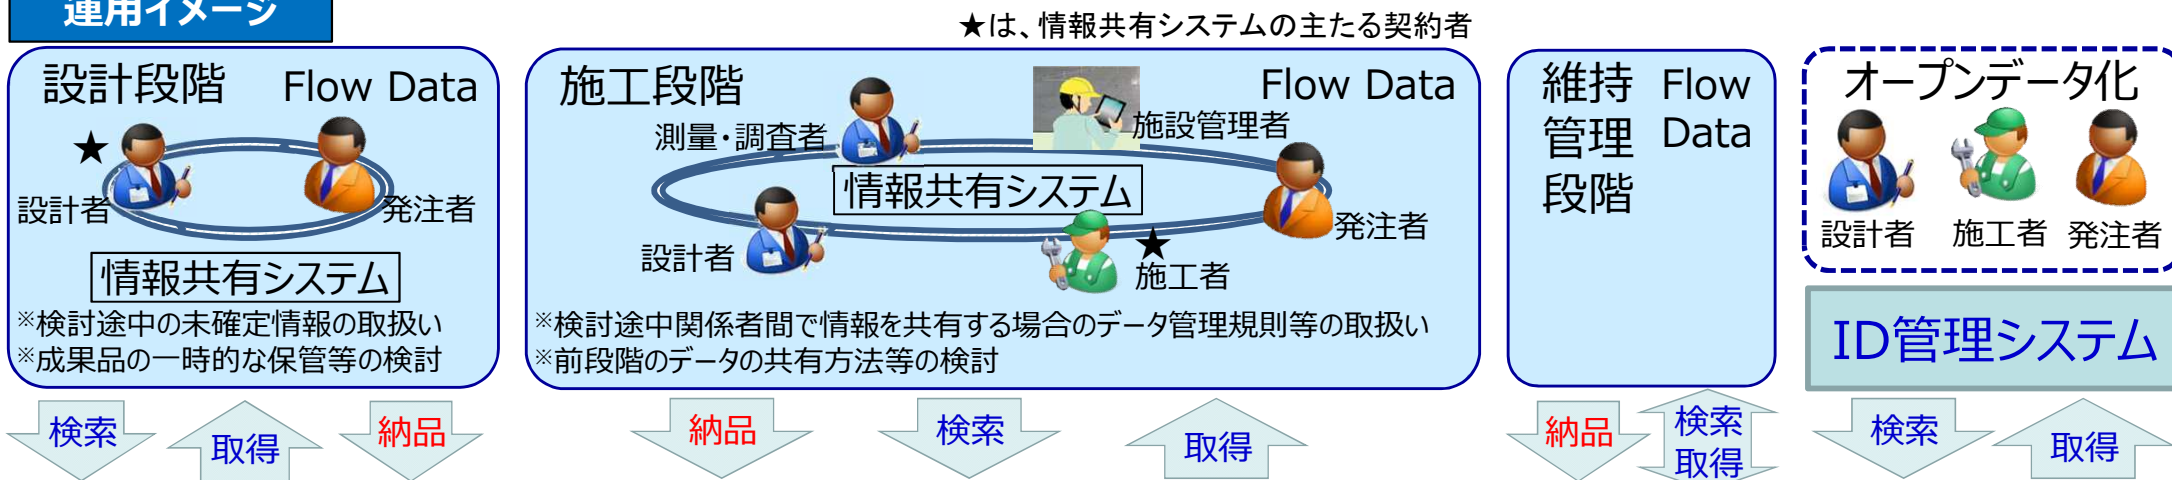 運用イメージ
★は、情報共有システムの主たる契約者
設計段階 Flow Data
★
設計者
発注者
情報共有システム
※検討途中の未確定情報の取扱い
※成果品の一時的な保管等の検討
検索
取得
納品
施工段階 Flow Data
測量・調査者
施設管理者
情報共有システム
発注者
設計者
★
施工者
※検討途中関係者間で情報を共有する場合のデータ管理規則等の取扱い
※前段階のデータの共有方法等の検討
納品
検索
取得
維持 Flow
管理 Data
段階
納品
検索
取得
オープンデータ化
設計者 施工者 発注者
ID管理システム
検索
取得